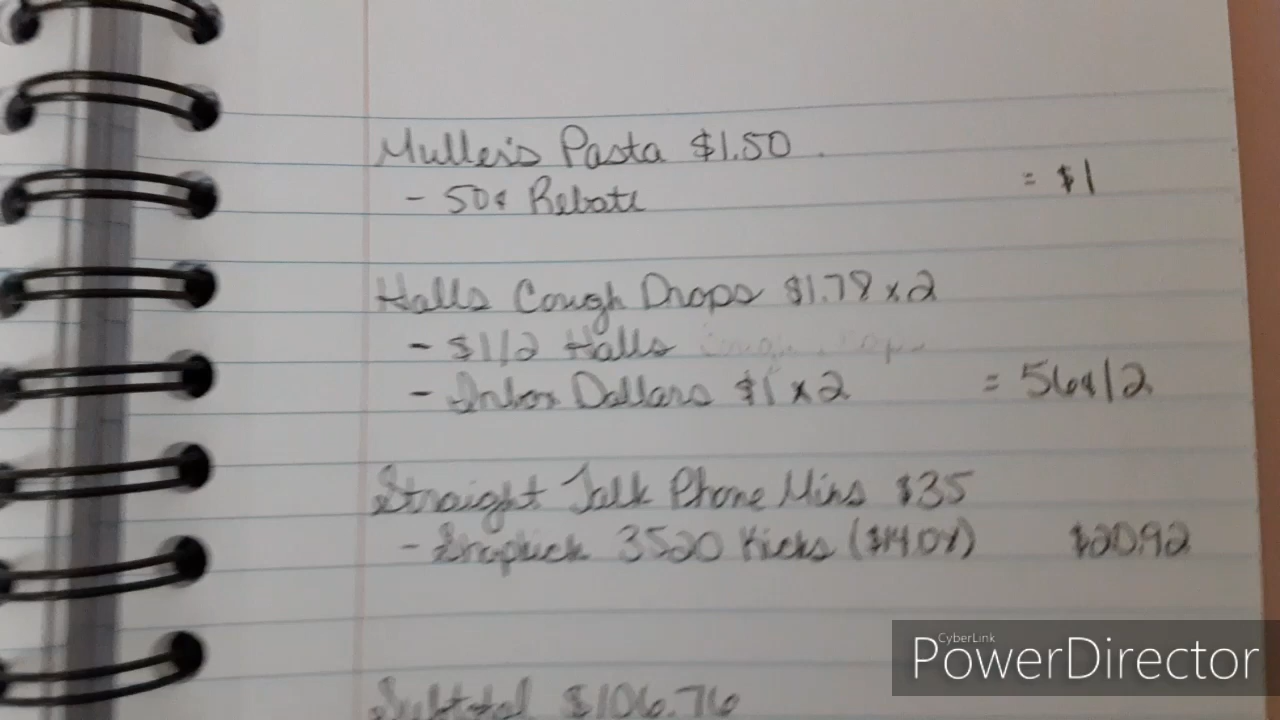 Muller's Pasta $1.50
- 50¢ Rebate = $1
Halls Cough Drops $1.78 x 2
- $1/2 Halls
- Inbox Dollars $1 x 2 = 56¢/2
Straight Talk Phone Mins $35
- Shopkick 3520 Kicks ($14.08) $20.92
Subtotal $106.76
CyberLink
PowerDirector